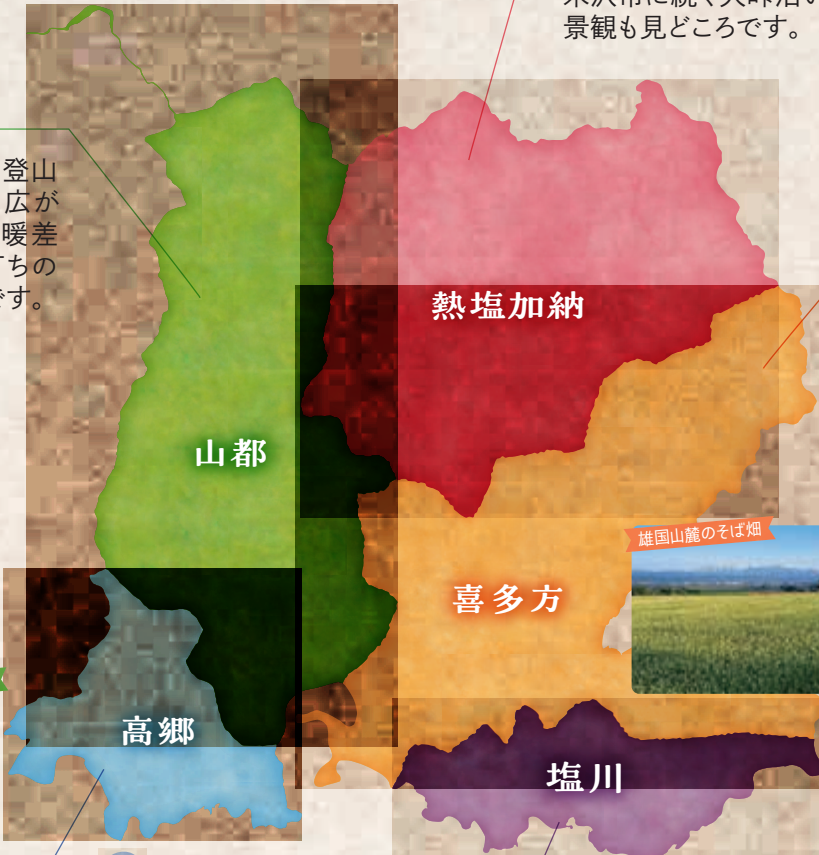 景観も見どころです。
登山
広が
暖差
打ちの
です。
熱塩加納
山都
雄国山麓のそば畑
喜多方
高郷
塩川